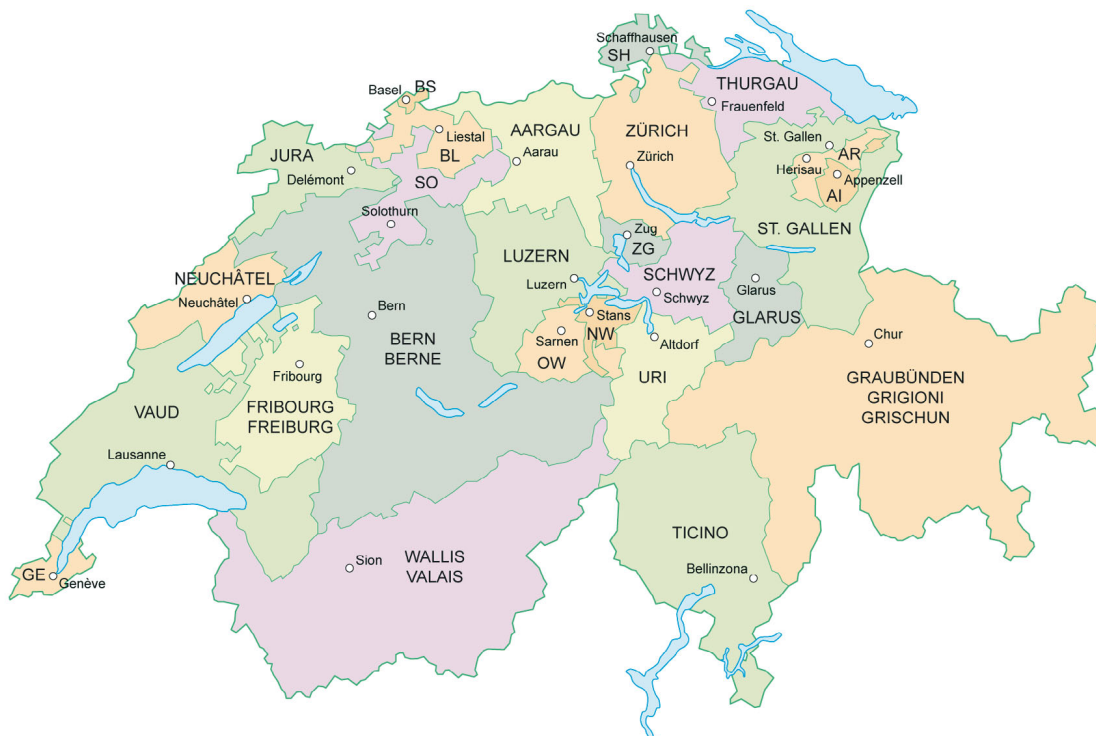 Schaffhausen
SH
THURGAU
Frauenfeld
BS
Basel
Liestal
BL
AARGAU
Aarau
ZÜRICH
Zürich
St. Gallen
AR
Herisau
Appenzell
AI
ST. GALLEN
JURA
Delémont
SO
Solothurn
Zug
ZG
LUZERN
Luzern
SCHWYZ
Schwyz
Glarus
GLARUS
NEUCHÂTEL
Neuchâtel
Bern
BERN
BERNE
Stans
NW
Sarnen
OW
Altdorf
URI
Chur
GRAUBÜNDEN
GRIGIONI
GRISCHUN
Fribourg
FRIBOURG
FREIBURG
VAUD
Lausanne
TICINO
Bellinzona
Sion
WALLIS
VALAIS
GE
Genève